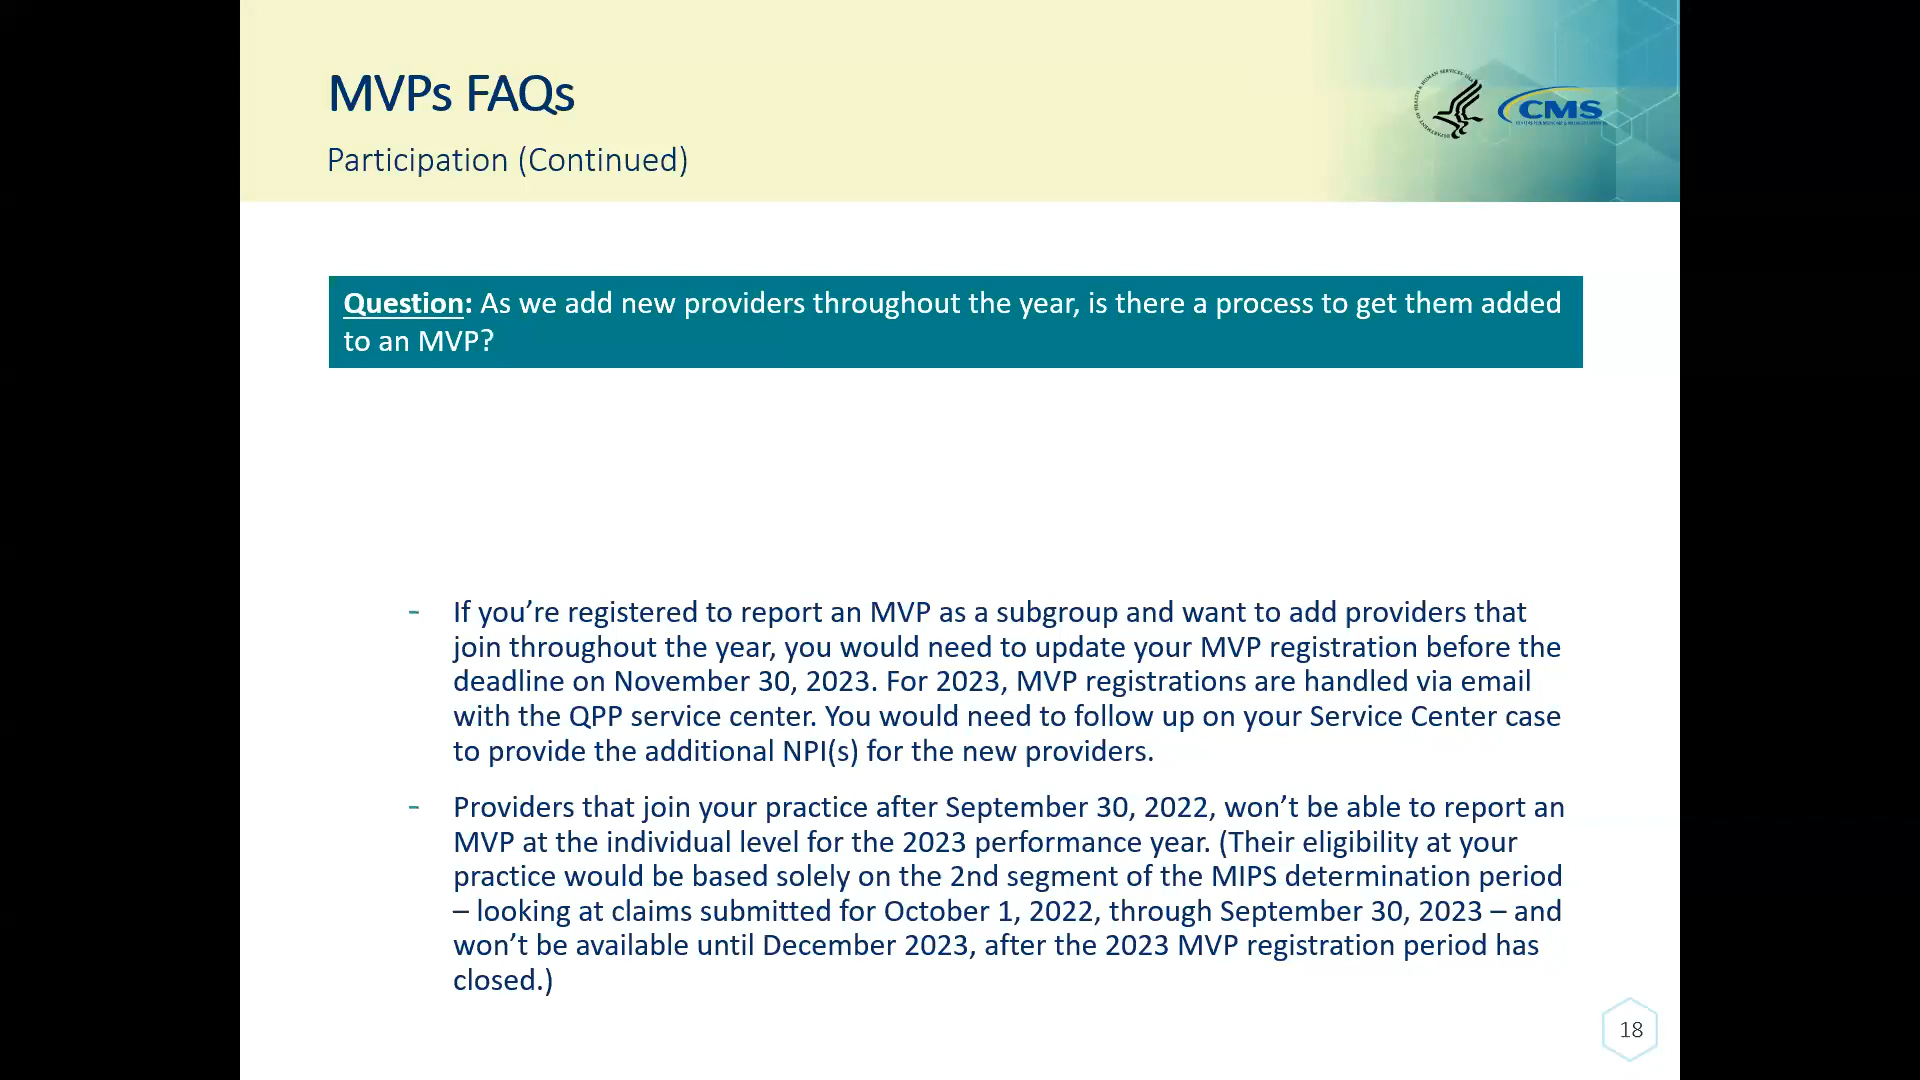 MVPs FAQs
Participation (Continued)
CMS
Question: As we add new providers throughout the year, is there a process to get them added
to an MVP?
- If you’re registered to report an MVP as a subgroup and want to add providers that
join throughout the year, you would need to update your MVP registration before the
deadline on November 30, 2023. For 2023, MVP registrations are handled via email
with the QPP service center. You would need to follow up on your Service Center case
to provide the additional NPI(s) for the new providers.
- Providers that join your practice after September 30, 2022, won’t be able to report an
MVP at the individual level for the 2023 performance year. (Their eligibility at your
practice would be based solely on the 2nd segment of the MIPS determination period
– looking at claims submitted for October 1, 2022, through September 30, 2023 – and
won’t be available until December 2023, after the 2023 MVP registration period has
closed.)
18